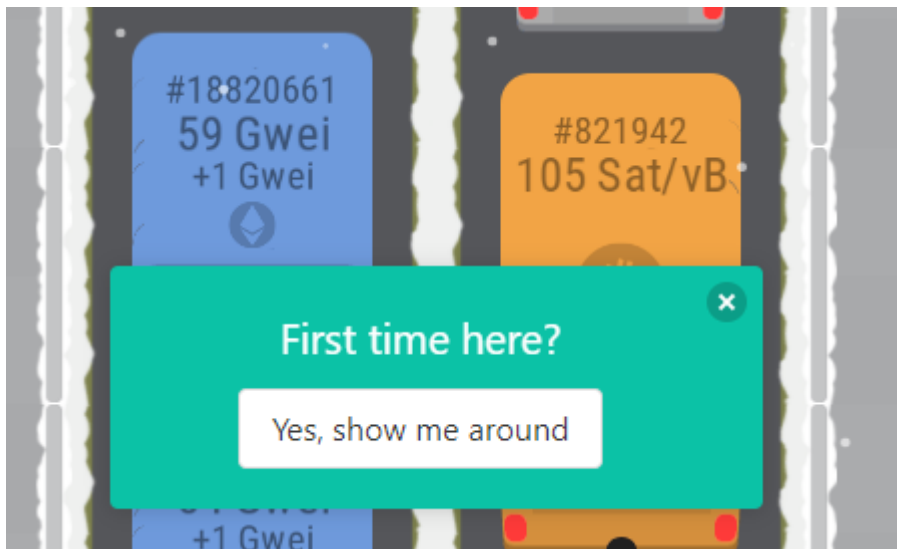 #18820661
59 Gwei
+1 Gwei
#821942
105 Sat/vB
First time here?
Yes, show me around
+1 Gwei